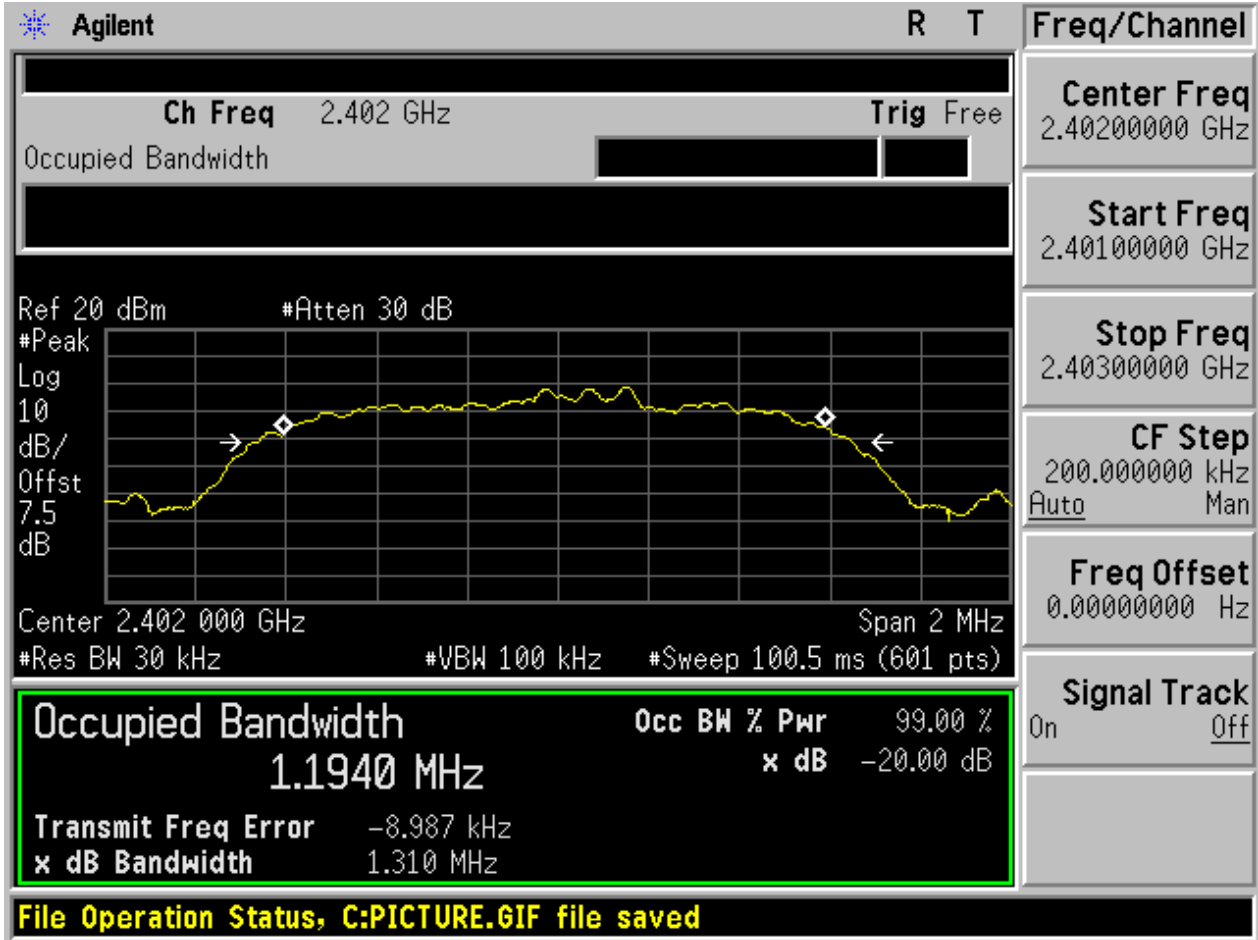 Agilent R T
Freq/Channel
Ch Freq 2.402 GHz Trig Free
Occupied Bandwidth
Center Freq
2.40200000 GHz
Start Freq
2.40100000 GHz
Stop Freq
2.40300000 GHz
CF Step
200.000000 kHz
Auto Man
Freq Offset
0.00000000 Hz
Signal Track
On Off
Ref 20 dBm #Atten 30 dB
#Peak
Log
10
dB/
Offst
7.5
dB
Center 2.402 000 GHz Span 2 MHz
#Res BW 30 kHz #VBW 100 kHz #Sweep 100.5 ms (601 pts)
Occupied Bandwidth
1.1940 MHz
Occ BW % Pwr 99.00 %
x dB -20.00 dB
Transmit Freq Error -8.987 kHz
x dB Bandwidth 1.310 MHz
File Operation Status, C:PICTURE.GIF file saved